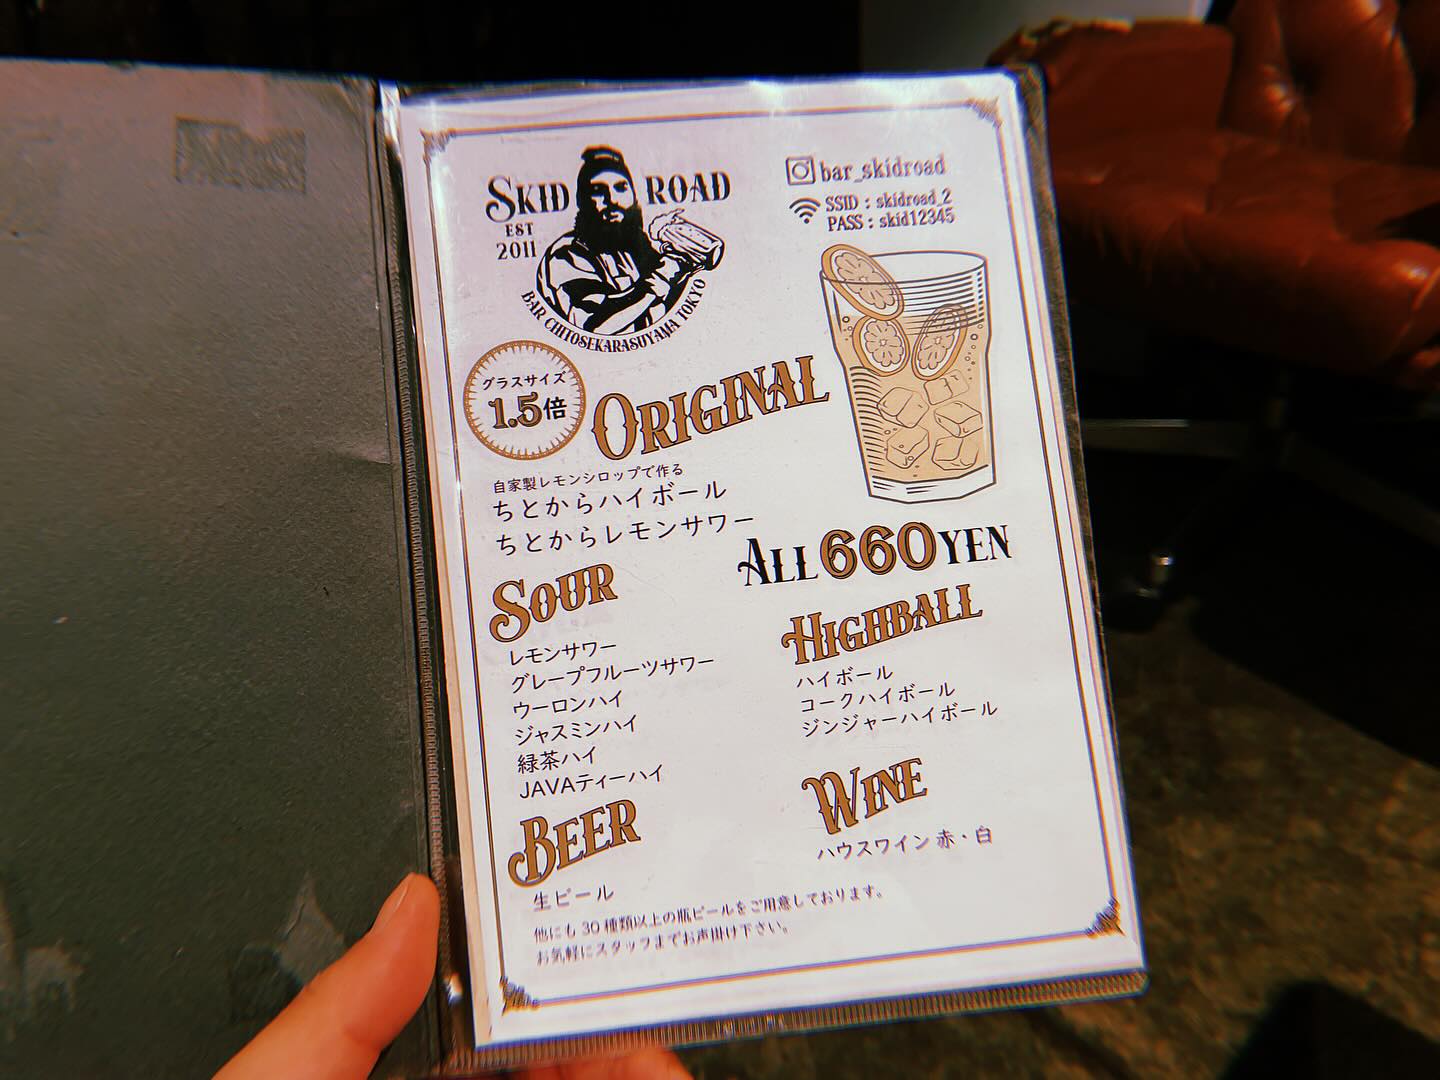 SKID ROAD
EST
2011
BAR CHITOSEKARASUYAMA TOKYO
bar_skidroad
SSID : skidroad_2
PASS : skid12345
グラスサイズ
1.5倍
ORIGINAL
自家製レモンシロップで作る
ちとからハイボール
ちとからレモンサワー
ALL 660 YEN
SOUR
レモンサワー
グレープフルーツサワー
ウーロンハイ
ジャスミンハイ
緑茶ハイ
JAVAティーハイ
HIGHBALL
ハイボール
コークハイボール
ジンジャーハイボール
BEER
生ビール
WINE
ハウスワイン 赤・白
他にも 30 種類以上の瓶ビールをご用意しております。
お気軽にスタッフまでお声掛け下さい。